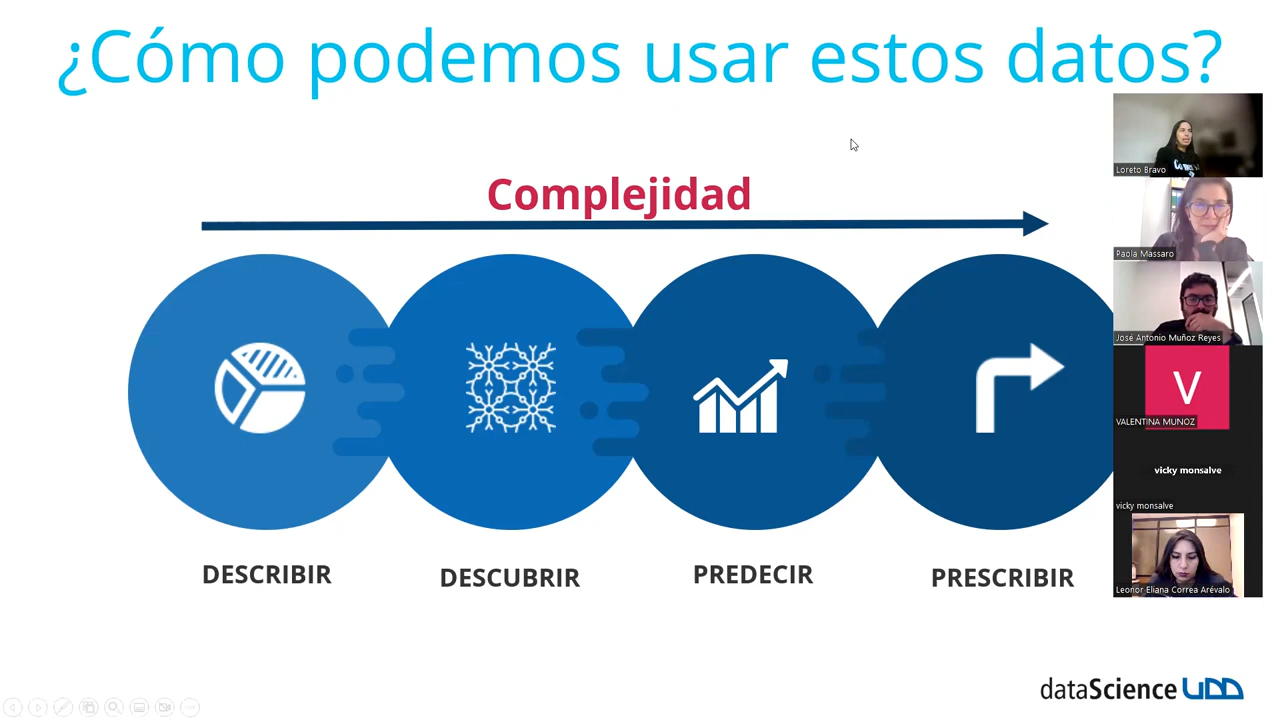 ¿Cómo podemos usar estos datos?
Complejidad
DESCRIBIR
DESCUBRIR
PREDECIR
PRESCRIBIR
Loreto Bravo
Paola Massaro
José Antonio Muñoz Reyes
V
VALENTINA MUNOZ
vicky monsalve
vicky monsalve
Leonor Eliana Correa Arévalo
dataScience UDD